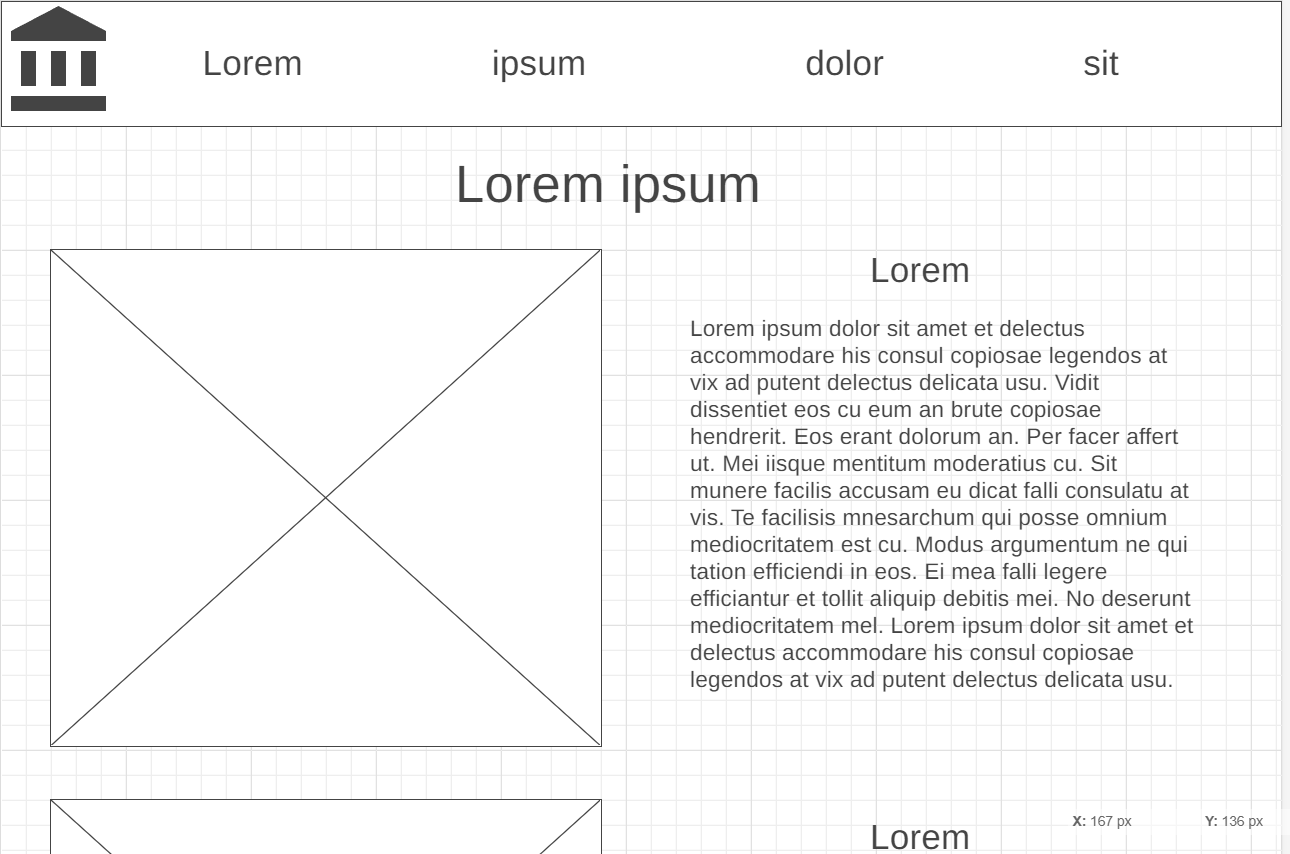 Lorem ipsum dolor sit
Lorem ipsum
Lorem
Lorem ipsum dolor sit amet et delectus
accommodare his consul copiosae legendos at
vix ad putent delectus delicata usu. Vidit
dissentiet eos cu eum an brute copiosae
hendrerit. Eos erant dolorum an. Per facer affert
ut. Mei iisque mentitum moderatius cu. Sit
munere facilis accusam eu dicat falli consulatu at
vis. Te facilisis mnesarchum qui posse omnium
mediocritatem est cu. Modus argumentum ne qui
tation efficiendi in eos. Ei mea falli legere
efficiantur et tollit aliquip debitis mei. No deserunt
mediocritatem mel. Lorem ipsum dolor sit amet et
delectus accommodare his consul copiosae
legendos at vix ad putent delectus delicata usu.
X: 167 px Y: 136 px
Lorem